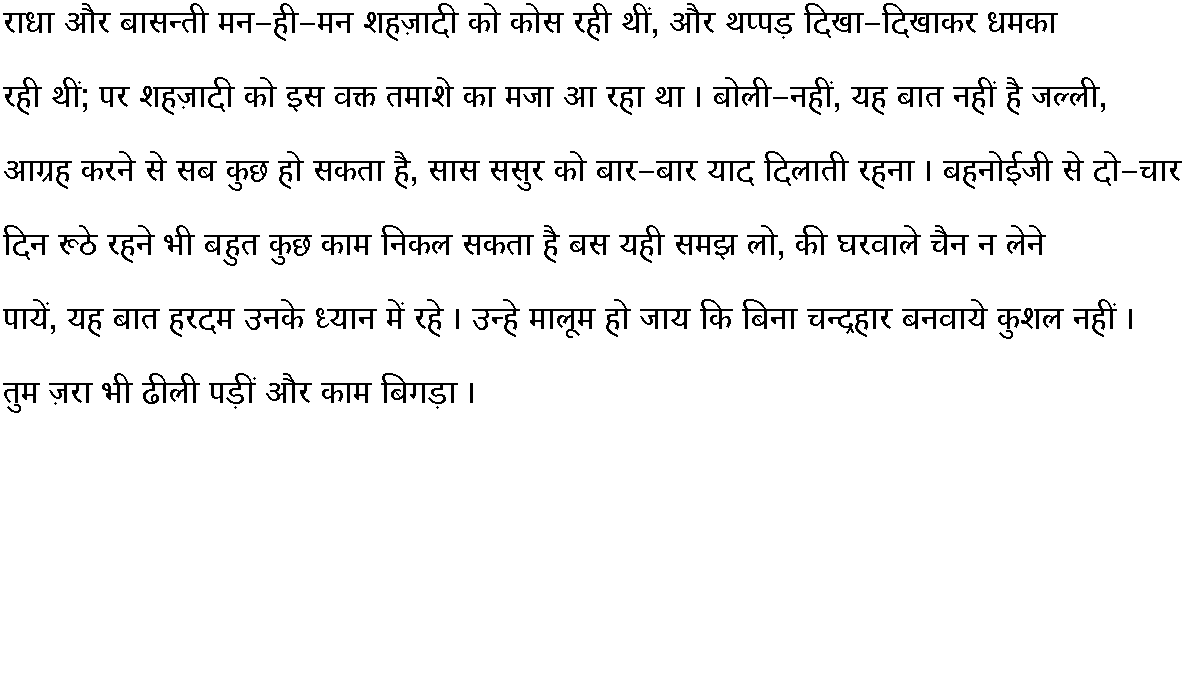 राधा और बासन्ती मन–ही–मन शहज़ादी को कोस रही थीं, और थप्पड़ दिखा–दिखाकर धमका
रही थीं; पर शहज़ादी को इस वक्त तमाशे का मजा आ रहा था । बोली–नहीं, यह बात नहीं है जल्ली,
आग्रह करने से सब कुछ हो सकता है, सास ससुर को बार–बार याद दिलाती रहना । बहनोईजी से दो–चार
दिन रूठे रहने भी बहुत कुछ काम निकल सकता है बस यही समझ लो, की घरवाले चैन न लेने
पायें, यह बात हरदम उनके ध्यान में रहे । उन्हे मालूम हो जाय कि बिना चन्द्रहार बनवाये कुशल नहीं ।
तुम ज़रा भी ढीली पड़ीं और काम बिगड़ा ।